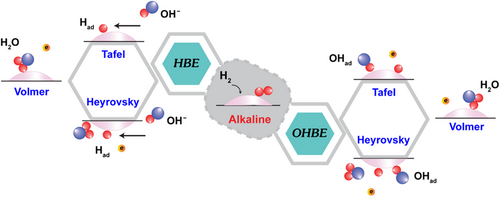 H₂O
e
Volmer
Had
OH⁻
Tafel
Heyrovsky
OH⁻
Had
e
HBE
H₂
Alkaline
OHBE
OHad
e
Tafel
Heyrovsky
e
OHad
e
H₂O
Volmer